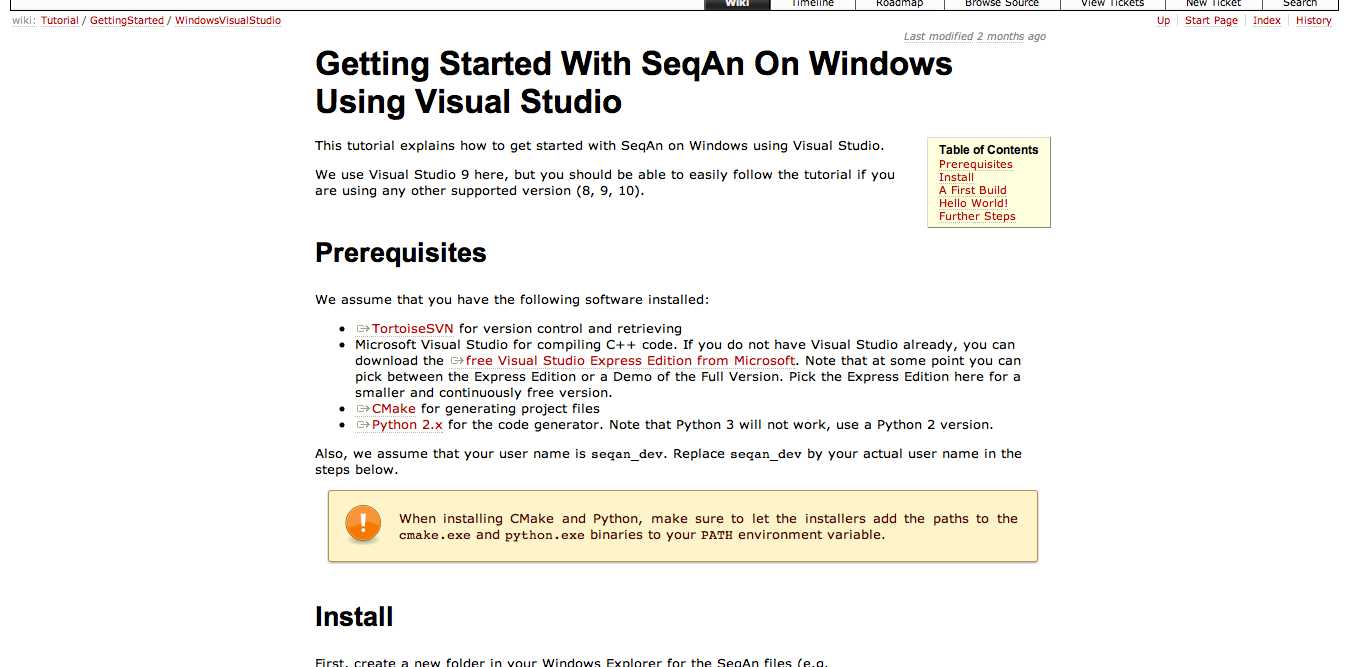 Wiki Timeline Roadmap Browse Source View Tickets New Ticket Search
wiki: Tutorial / GettingStarted / WindowsVisualStudio
Up Start Page Index History
Last modified 2 months ago
Getting Started With SeqAn On Windows
Using Visual Studio
This tutorial explains how to get started with SeqAn on Windows using Visual Studio.
We use Visual Studio 9 here, but you should be able to easily follow the tutorial if you
are using any other supported version (8, 9, 10).
Table of Contents
Prerequisites
Install
A First Build
Hello World!
Further Steps
Prerequisites
We assume that you have the following software installed:
TortoiseSVN for version control and retrieving
Microsoft Visual Studio for compiling C++ code. If you do not have Visual Studio already, you can
download the free Visual Studio Express Edition from Microsoft. Note that at some point you can
pick between the Express Edition or a Demo of the Full Version. Pick the Express Edition here for a
smaller and continuously free version.
CMake for generating project files
Python 2.x for the code generator. Note that Python 3 will not work, use a Python 2 version.
Also, we assume that your user name is seqan_dev. Replace seqan_dev by your actual user name in the
steps below.
When installing CMake and Python, make sure to let the installers add the paths to the
cmake.exe and python.exe binaries to your PATH environment variable.
Install
First, create a new folder in your Windows Explorer for the SeqAn files (e.g.